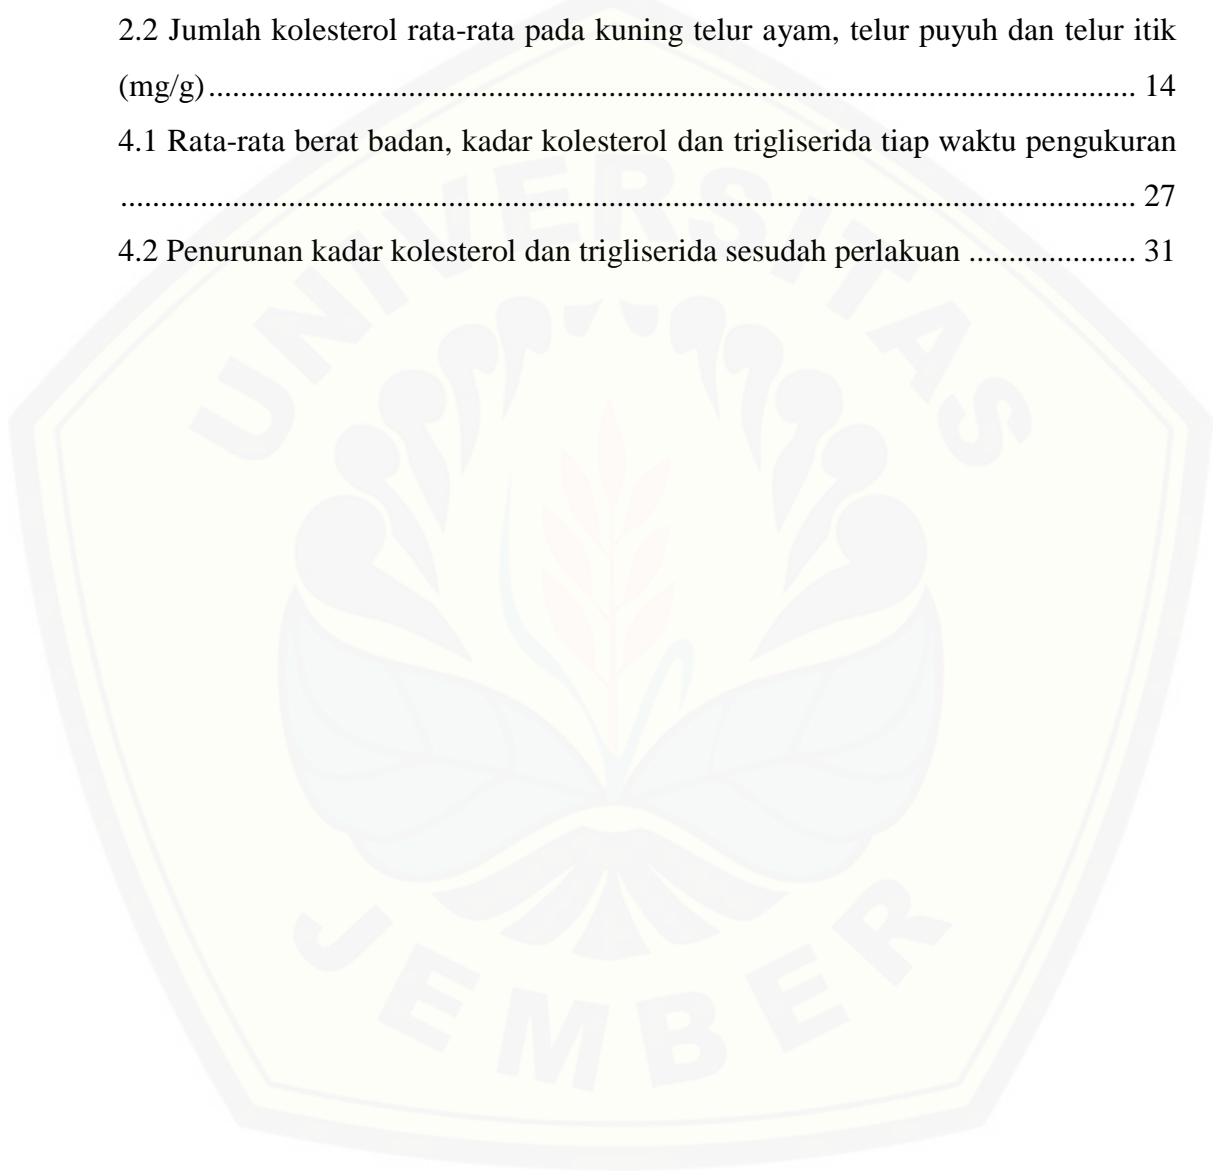 2.2 Jumlah kolesterol rata-rata pada kuning telur ayam, telur puyuh dan telur itik
(mg/g).................................................................................................................... 14
4.1 Rata-rata berat badan, kadar kolesterol dan trigliserida tiap waktu pengukuran
............................................................................................................................... 27
4.2 Penurunan kadar kolesterol dan trigliserida sesudah perlakuan ..................... 31
UNIVERSITAS
JEMBER